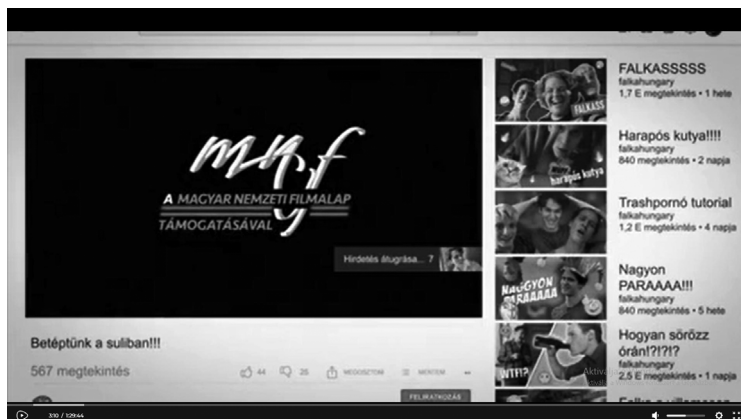 mnf
A MAGYAR NEMZETI FILMALAP
TÁMOGATÁSÁVAL
Hirdetés átugrása... 7
Betéptünk a suliban!!!
567 megtekintés
44
MEGOSZTOM
MENTEM
FELIRATKOZÁS
FALKASSSSS
falkahungary
1,7 E megtekintés • 1 hete
FALKASS
Harapós kutya!!!!
falkahungary
840 megtekintés • 2 napja
harapós kutya
Trashpornó tutorial
falkahungary
1,2 E megtekintés • 4 napja
Nagyon
PARAAAA!!!
falkahungary
840 megtekintés • 5 hete
NAGGYON
PARAAAAA
Hogyan sörözz
órán!?!?!?
falkahungary
2,5 E megtekintés • 1 napja
WTF!?
3:10 / 1:29:44